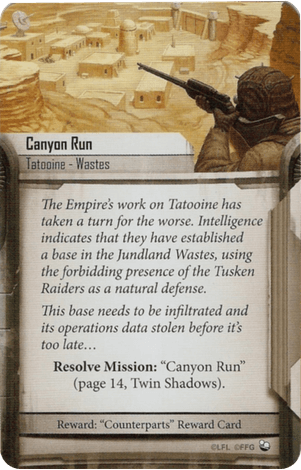 Canyon Run
Tatooine - Wastes
The Empire's work on Tatooine has
taken a turn for the worse. Intelligence
indicates that they have established
a base in the Jundland Wastes, using
the forbidding presence of the Tusken
Raiders as a natural defense.
This base needs to be infiltrated and
its operations data stolen before it's
too late…
Resolve Mission: “Canyon Run”
(page 14, Twin Shadows).
Reward: “Counterparts” Reward Card
©LFL ©FFG